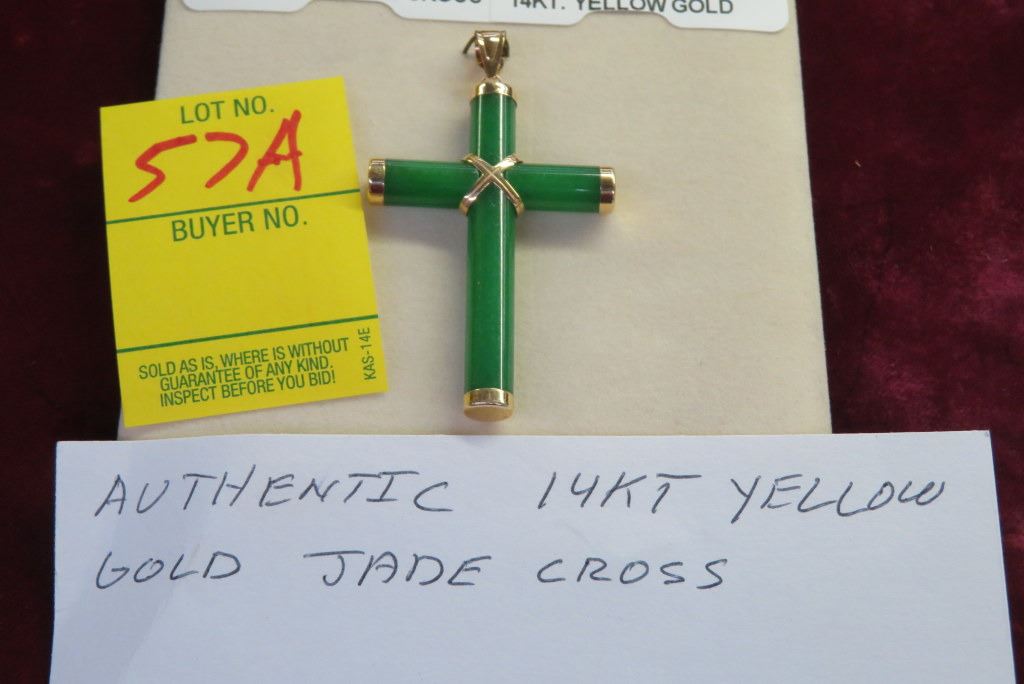 14KT. YELLOW GOLD
LOT NO.
57A
BUYER NO.
SOLD AS IS, WHERE IS WITHOUT
GUARANTEE OF ANY KIND.
INSPECT BEFORE YOU BID!
KAS-14E
AUTHENTIC 14KT YELLOW
GOLD JADE CROSS